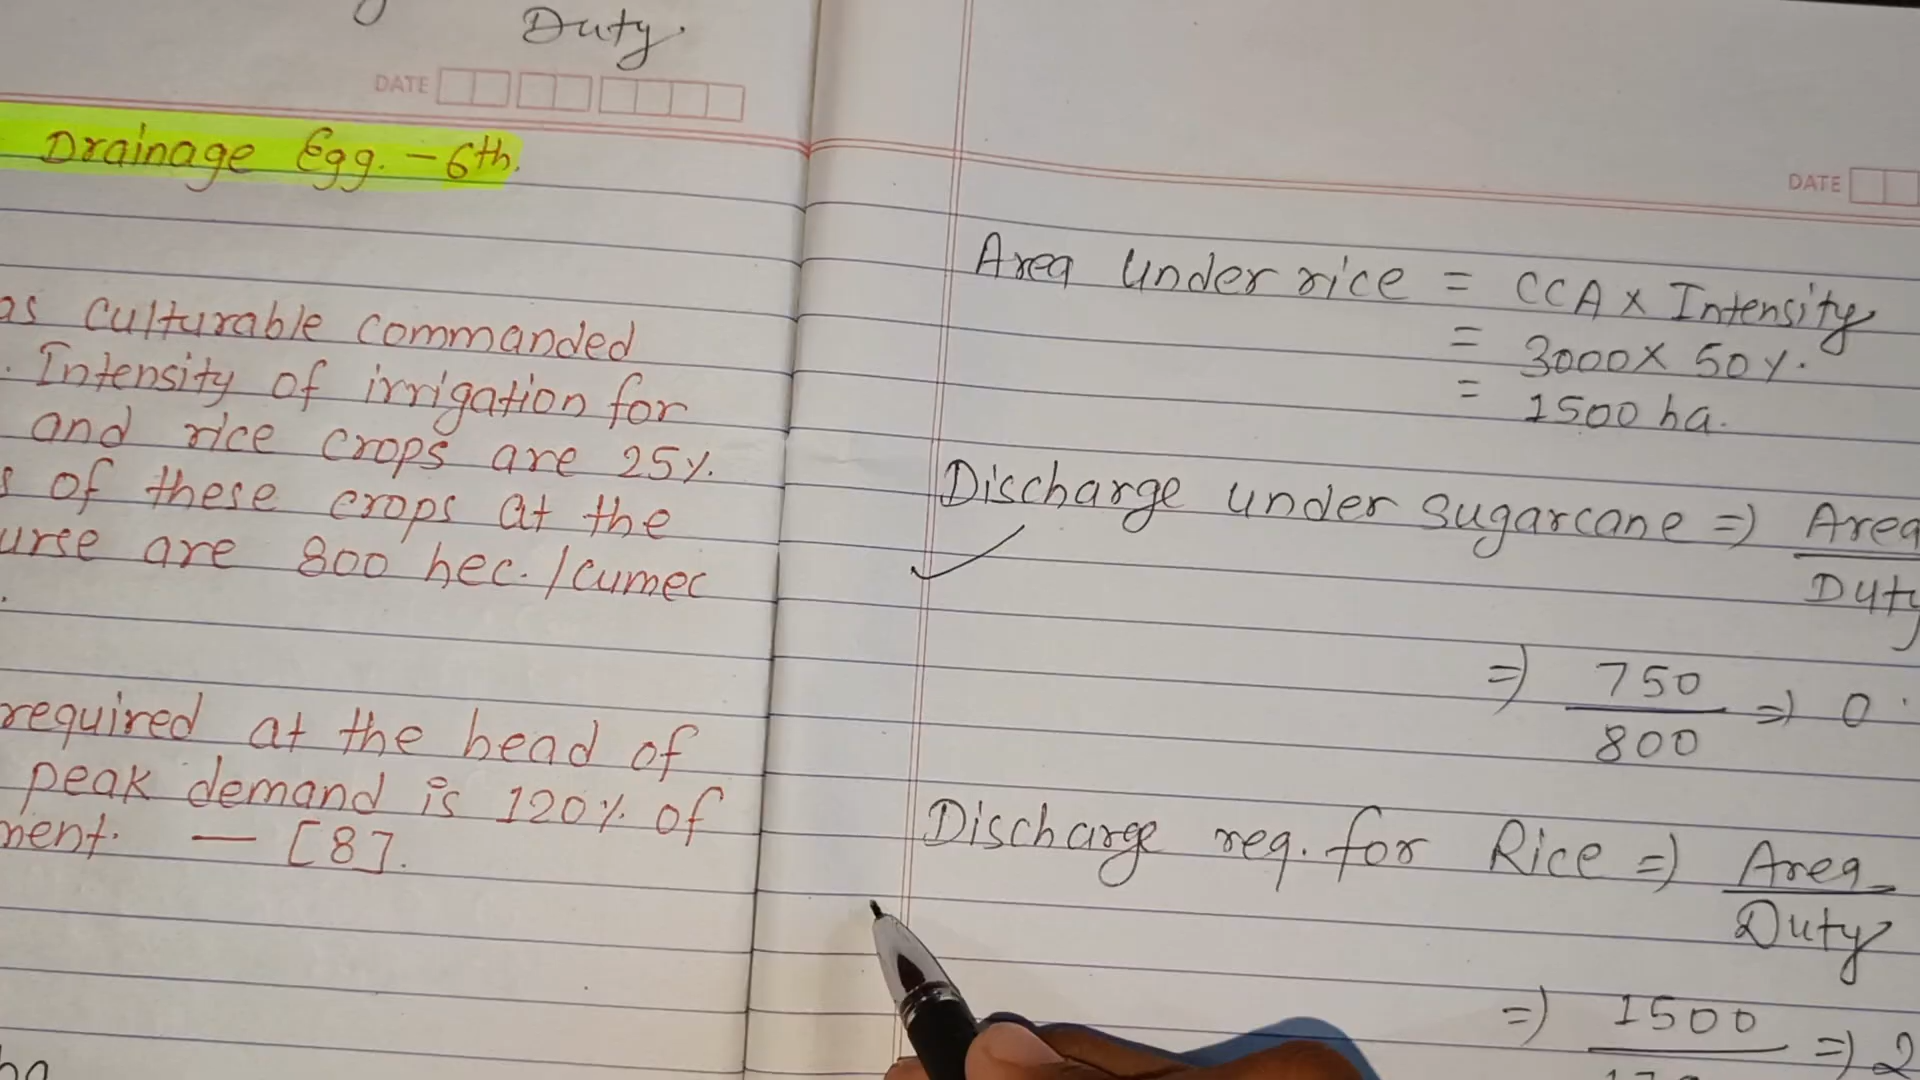 Duty.
DATE
Drainage Egg. - 6th.
as culturable commanded
. Intensity of irrigation for
and rice crops are 25%.
s of these crops at the
urse are 800 hec./cumec
.
required at the head of
peak demand is 120% of
ment. — [8].
ha
DATE
Area under rice = CCA x Intensity
= 3000 x 50%.
= 1500 ha.
Discharge under sugarcane => Area
Duty
=> 750 => 0.
800
Discharge req. for Rice => Area
Duty
=> 1500 => 2